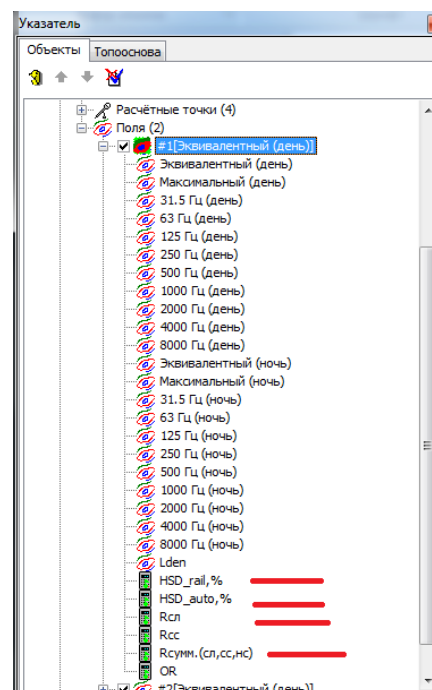 Указатель
Объекты Топооснова
Расчётные точки (4)
Поля (2)
#1[Эквивалентный (день)]
Эквивалентный (день)
Максимальный (день)
31.5 Гц (день)
63 Гц (день)
125 Гц (день)
250 Гц (день)
500 Гц (день)
1000 Гц (день)
2000 Гц (день)
4000 Гц (день)
8000 Гц (день)
Эквивалентный (ночь)
Максимальный (ночь)
31.5 Гц (ночь)
63 Гц (ночь)
125 Гц (ночь)
250 Гц (ночь)
500 Гц (ночь)
1000 Гц (ночь)
2000 Гц (ночь)
4000 Гц (ночь)
8000 Гц (ночь)
Lden
HSD_rail,%
HSD_auto,%
Rсл
Rсс
Rсумм.(сл,сс,нс)
OR
#2[Эквивалентный (день)]